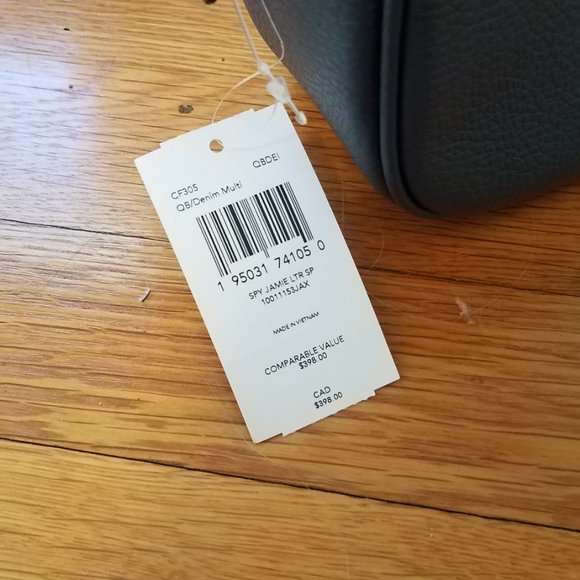 CF305 QBDEI
QB/Denim Multi
1 95031 74105 0
SPY JAMIE LTR SP
10011153JAX
MADE IN VIETNAM
COMPARABLE VALUE
$398.00
CAD
$398.00